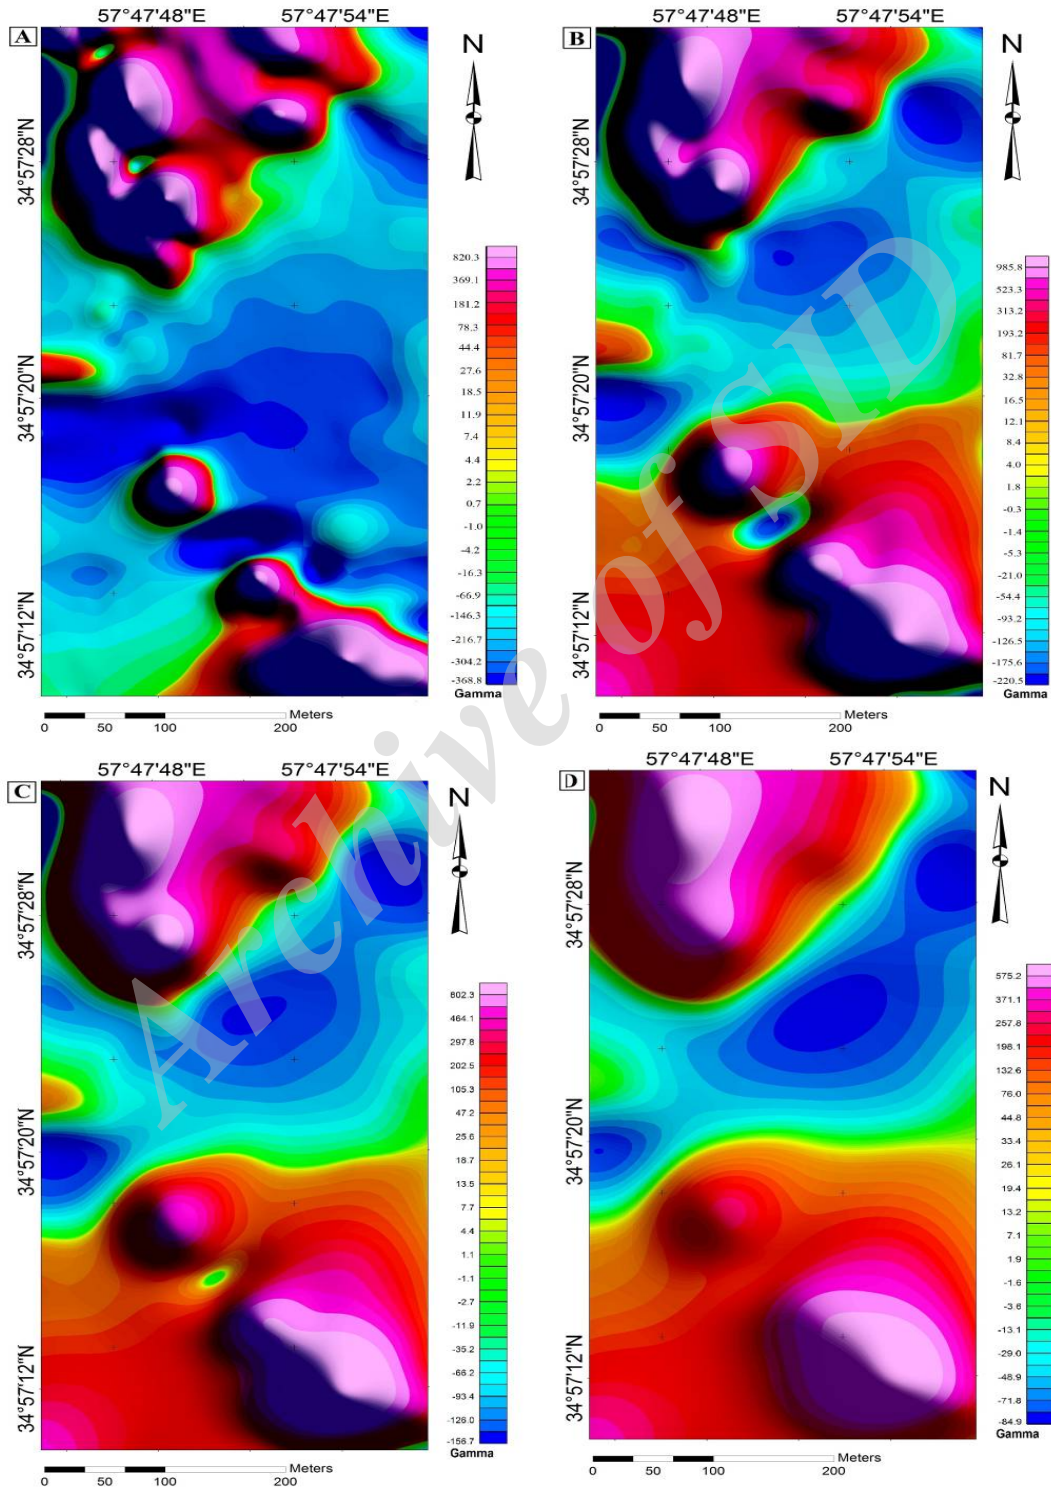 57°47'48"E 57°47'54"E
A
N
34°57'28"N
34°57'20"N
34°57'12"N
820.3
369.1
181.2
78.3
44.4
27.6
18.5
11.9
7.4
4.4
2.2
0.7
-1.0
-4.2
-16.3
-66.9
-146.3
-216.7
-304.2
-368.8
Gamma
Meters
0 50 100 200
57°47'48"E 57°47'54"E
B
N
34°57'28"N
34°57'20"N
34°57'12"N
985.8
523.3
313.2
193.2
81.7
32.8
16.5
12.1
8.4
4.0
1.8
-0.3
-1.4
-5.3
-21.0
-54.4
-93.2
-126.5
-175.6
-220.5
Gamma
Meters
0 50 100 200
57°47'48"E 57°47'54"E
C
N
34°57'28"N
34°57'20"N
34°57'12"N
802.3
464.1
297.8
202.5
105.3
47.2
25.6
18.7
13.5
7.7
4.4
1.1
-1.1
-2.7
-11.9
-35.2
-66.2
-93.4
-126.0
-156.7
Gamma
Meters
0 50 100 200
57°47'48"E 57°47'54"E
D
N
34°57'28"N
34°57'20"N
34°57'12"N
575.2
371.1
257.8
198.1
132.6
76.0
44.8
33.4
26.1
19.4
13.2
7.1
1.9
-1.6
-3.6
-13.1
-29.0
-48.9
-71.8
-84.9
Gamma
Meters
0 50 100 200
Archive of SID